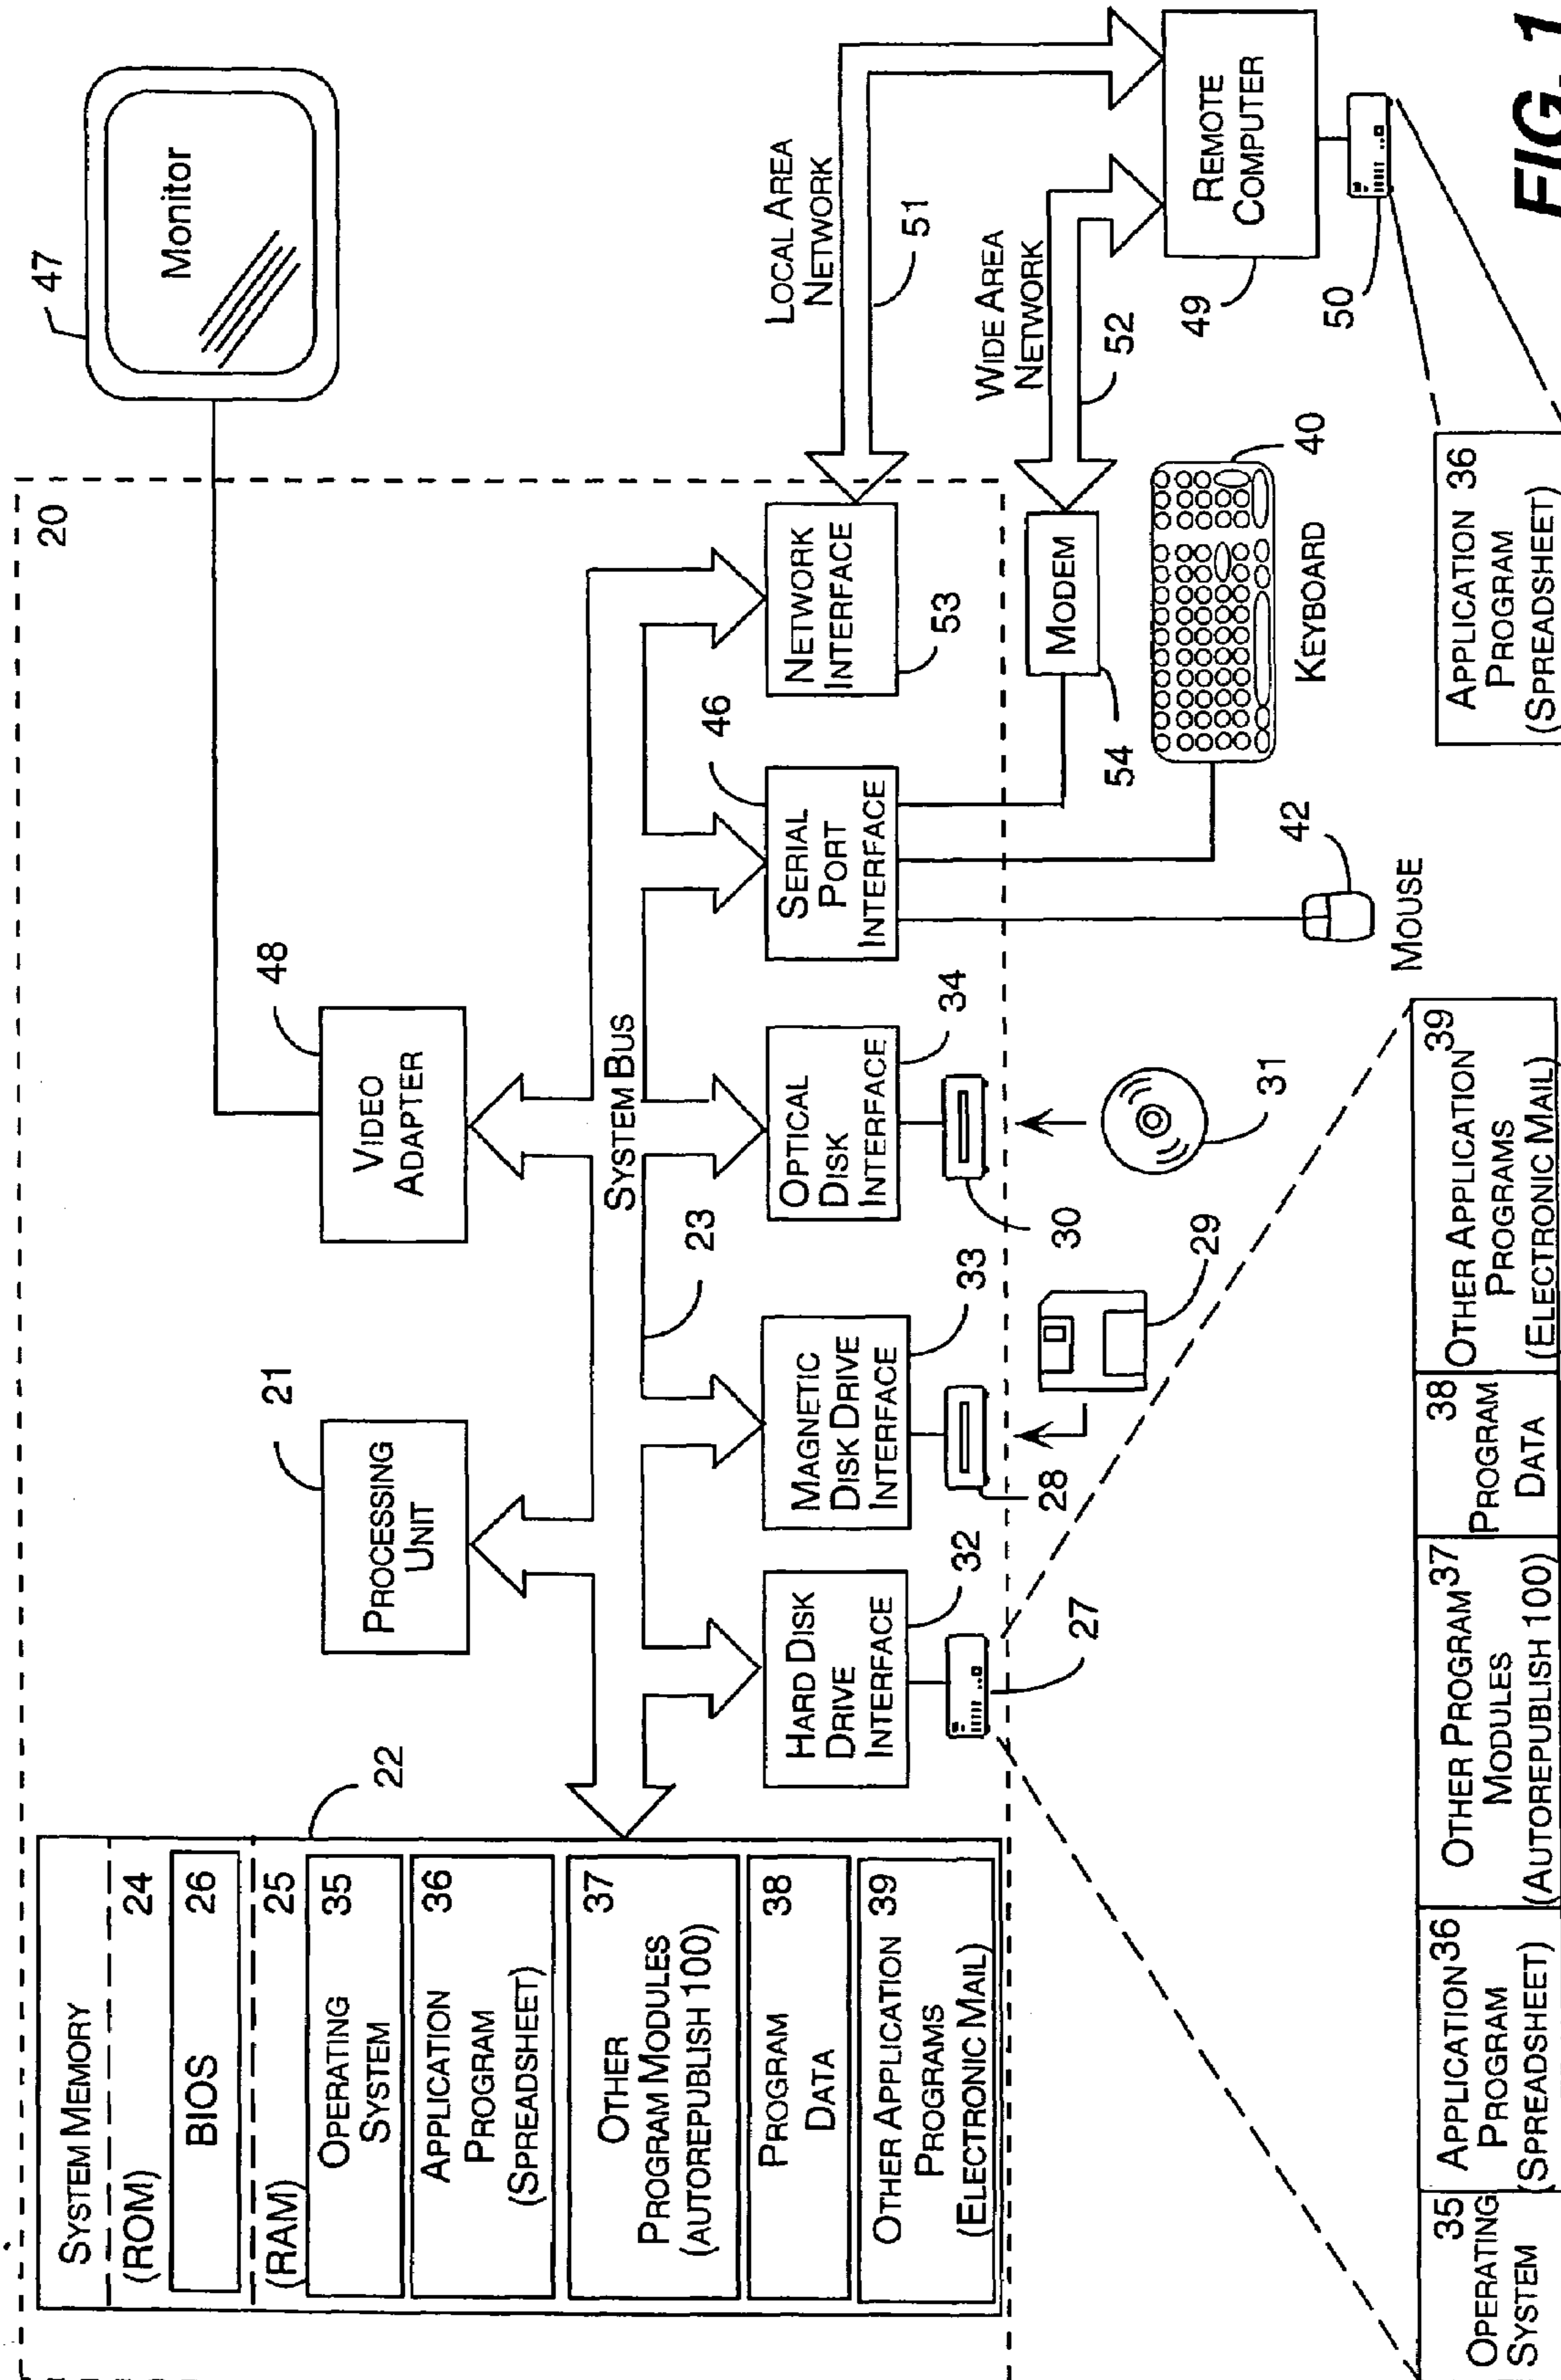 20
SYSTEM MEMORY
(ROM) 24
BIOS 26
(RAM) 25
OPERATING 35
SYSTEM
APPLICATION 36
PROGRAM
(SPREADSHEET)
OTHER 37
PROGRAM MODULES
(AUTOREPUBLISH 100)
PROGRAM 38
DATA
OTHER APPLICATION 39
PROGRAMS
(ELECTRONIC MAIL)
22
21
PROCESSING
UNIT
48
VIDEO
ADAPTER
47
Monitor
SYSTEM BUS
23
HARD DISK
DRIVE
INTERFACE
32
MAGNETIC
DISK DRIVE
INTERFACE
33
OPTICAL
DISK
INTERFACE
34
SERIAL
PORT
INTERFACE
46
NETWORK
INTERFACE
53
LOCAL AREA
NETWORK
51
27
28
29
30
31
MODEM
54
WIDE AREA
NETWORK
52
40
KEYBOARD
42
MOUSE
REMOTE
COMPUTER
49
50
35
OPERATING
SYSTEM
APPLICATION 36
PROGRAM
(SPREADSHEET)
OTHER PROGRAM 37
MODULES
(AUTOREPUBLISH 100)
38
PROGRAM
DATA
39
OTHER APPLICATION
PROGRAMS
(ELECTRONIC MAIL)
APPLICATION 36
PROGRAM
(SPREADSHEET)
FIG. 1